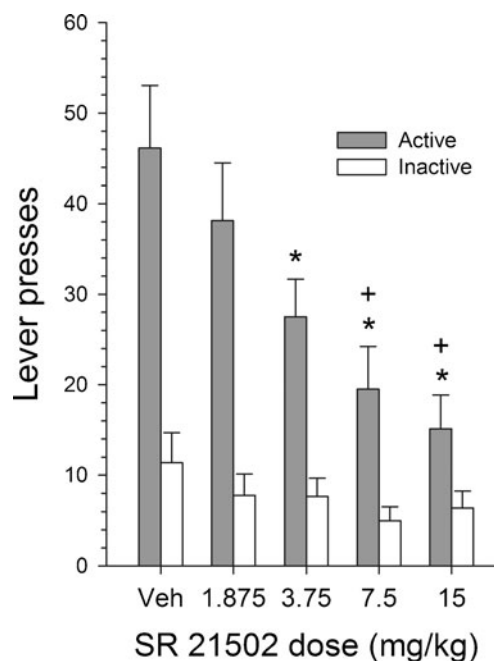 60
50
40
30
20
10
0
Lever presses
Active
Inactive
*
+
*
+
*
Veh 1.875 3.75 7.5 15
SR 21502 dose (mg/kg)